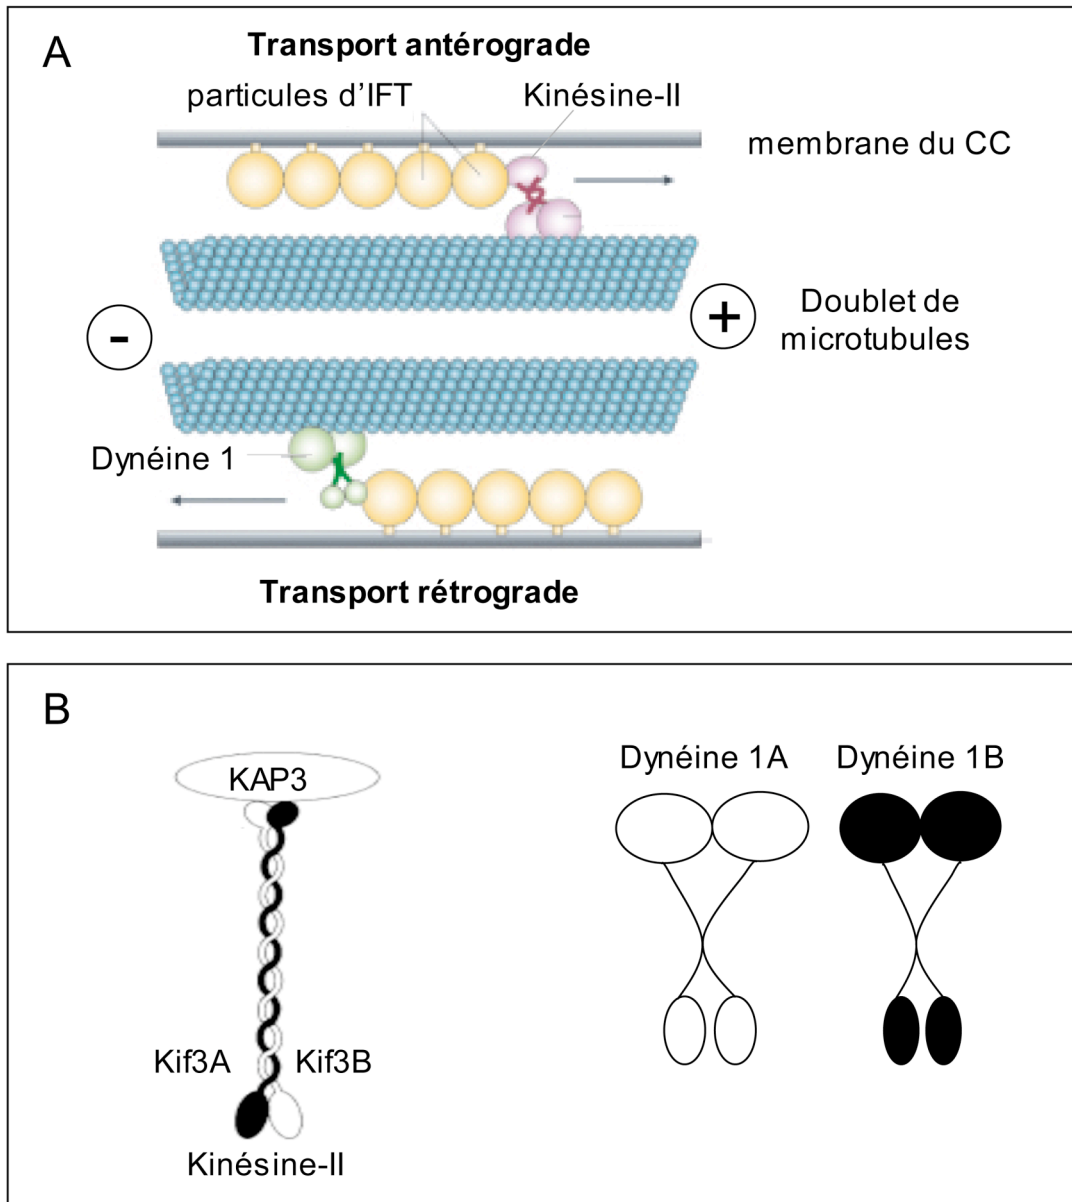 A
Transport antérograde
particules d'IFT
Kinésine-II
membrane du CC
-
+
Doublet de
microtubules
Dynéine 1
Transport rétrograde
B
KAP3
Kif3A
Kif3B
Kinésine-II
Dynéine 1A
Dynéine 1B